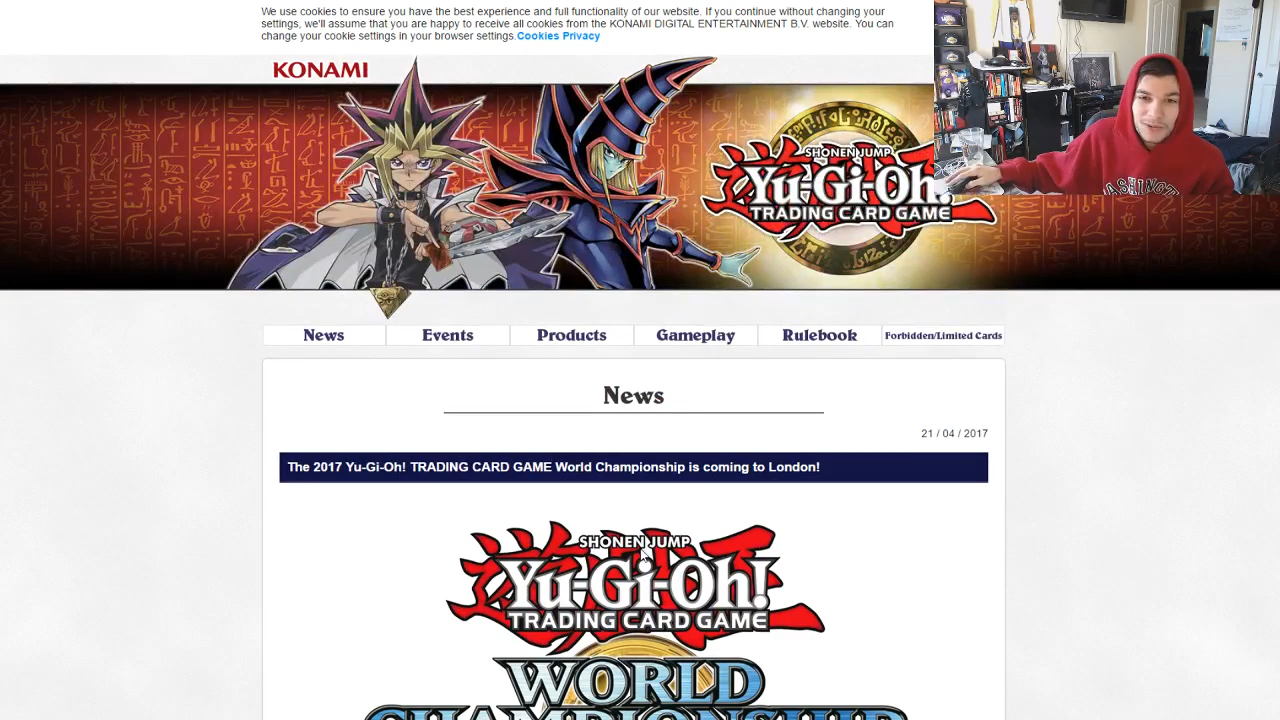 We use cookies to ensure you have the best experience and full functionality of our website. If you continue without changing your
settings, we'll assume that you are happy to receive all cookies from the KONAMI DIGITAL ENTERTAINMENT B.V. website. You can
change your cookie settings in your browser settings.Cookies Privacy
KONAMI
SHONEN JUMP
Yu-Gi-Oh!
TRADING CARD GAME
News
Events
Products
Gameplay
Rulebook
Forbidden/Limited Cards
News
21 / 04 / 2017
The 2017 Yu-Gi-Oh! TRADING CARD GAME World Championship is coming to London!
遊戯王
SHONEN JUMP
Yu-Gi-Oh!
TRADING CARD GAME
WORLD
CHAMPIONSHIP